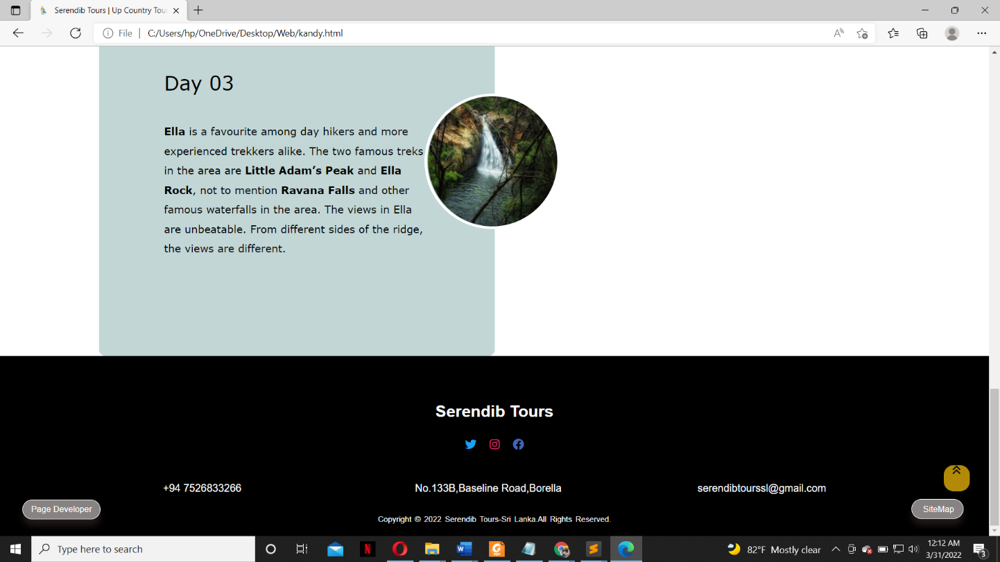 Serendib Tours | Up Country Tou
File
C:/Users/hp/OneDrive/Desktop/Web/kandy.html
Day 03
Ella is a favourite among day hikers and more
experienced trekkers alike. The two famous treks
in the area are Little Adam’s Peak and Ella
Rock, not to mention Ravana Falls and other
famous waterfalls in the area. The views in Ella
are unbeatable. From different sides of the ridge,
the views are different.
Serendib Tours
+94 7526833266
No.133B,Baseline Road,Borella
serendibtourssl@gmail.com
Page Developer
SiteMap
Copyright © 2022 Serendib Tours-Sri Lanka.All Rights Reserved.
Type here to search
82°F Mostly clear
12:12 AM
3/31/2022
3